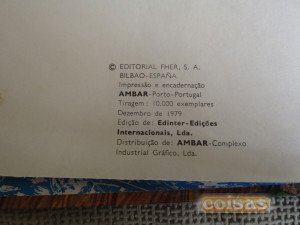 © EDITORIAL FHER, S. A.
BILBAO-ESPAÑA
Impressão e encadernação
AMBAR-Porto-Portugal
Tiragem: 10.000 exemplares
Dezembro de 1979
Edição de: Edinter-Edições
Internacionais, Lda.
Distribuição de: AMBAR-Complexo
Industrial Gráfico, Lda.
coisas